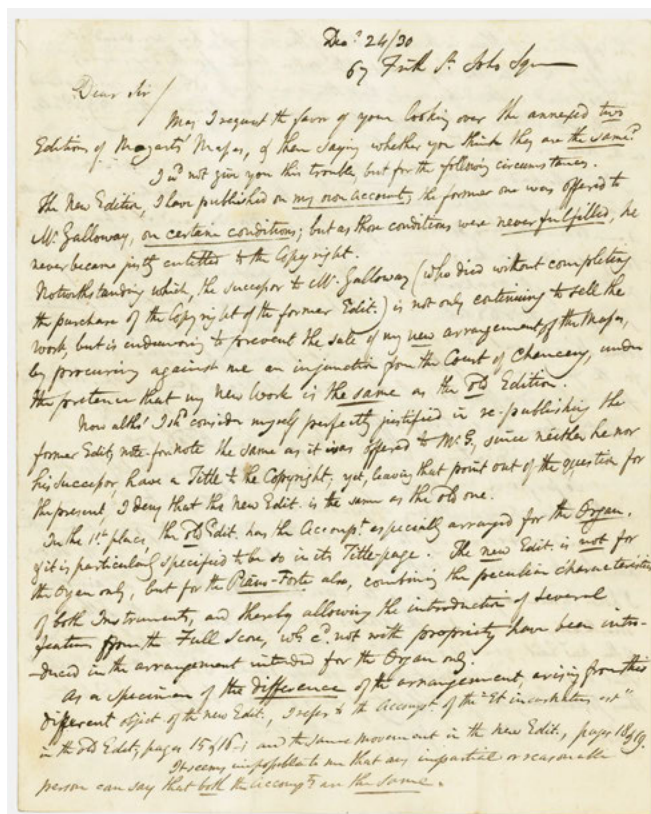 Decr 24/30
67 Frith St. Soho Square
Dear Sir/
May I request the favor of your looking over the annexed two
Editions of Mozart's Masses, & then saying whether you think they are the same?
I wd not give you this trouble, but for the following circumstances.
The New Edition, I have published on my own account; the former one was offered to
Mr. Galloway, on certain conditions; but as those conditions were never fulfilled, he
never became justly entitled to the Copyright.
Notwithstanding which, the successor to Mr. Galloway (who died without completing
the purchase of the Copyright of the former Edit.) is not only continuing to sell the
work, but is endeavoring to prevent the sale of my new arrangement of the Masses,
by procuring against me an injunction from the Court of Chancery, under
the pretence that my New Work is the same as the Old Edition.
Now altho' I shd consider myself perfectly justified in re-publishing the
former Edit, note-for-note the same as it was offered to Mr. G, since neither he nor
his successor, have a Title to the Copyright; yet, leaving that point out of the question for
the present, I deny that the New Edit. is the same as the old one.
In the 1st place, the old Edit. has the Accompt. especially arranged for the Organ.
& it is particularly specified to be so in its Title-page. The new Edit. is not for
the Organ only, but for the Piano-Forte also, combining the peculiar characteristics
of both Instruments, and thereby allowing the introduction of several
features from the Full Score, whh cd. not with propriety have been intro-
-duced in the arrangement intended for the Organ only.
As a specimen of the difference of the arrangement, arising from this
different object of the new Edit., I refer to the Accompt of the "Et incarnatus est"
in the old Edit, pages 15 & 16-; and the same movement in the new Edit., pages 18 & 19.
It seems impossible to me that any impartial or reasonable
person can say that both the Accompts are the same.